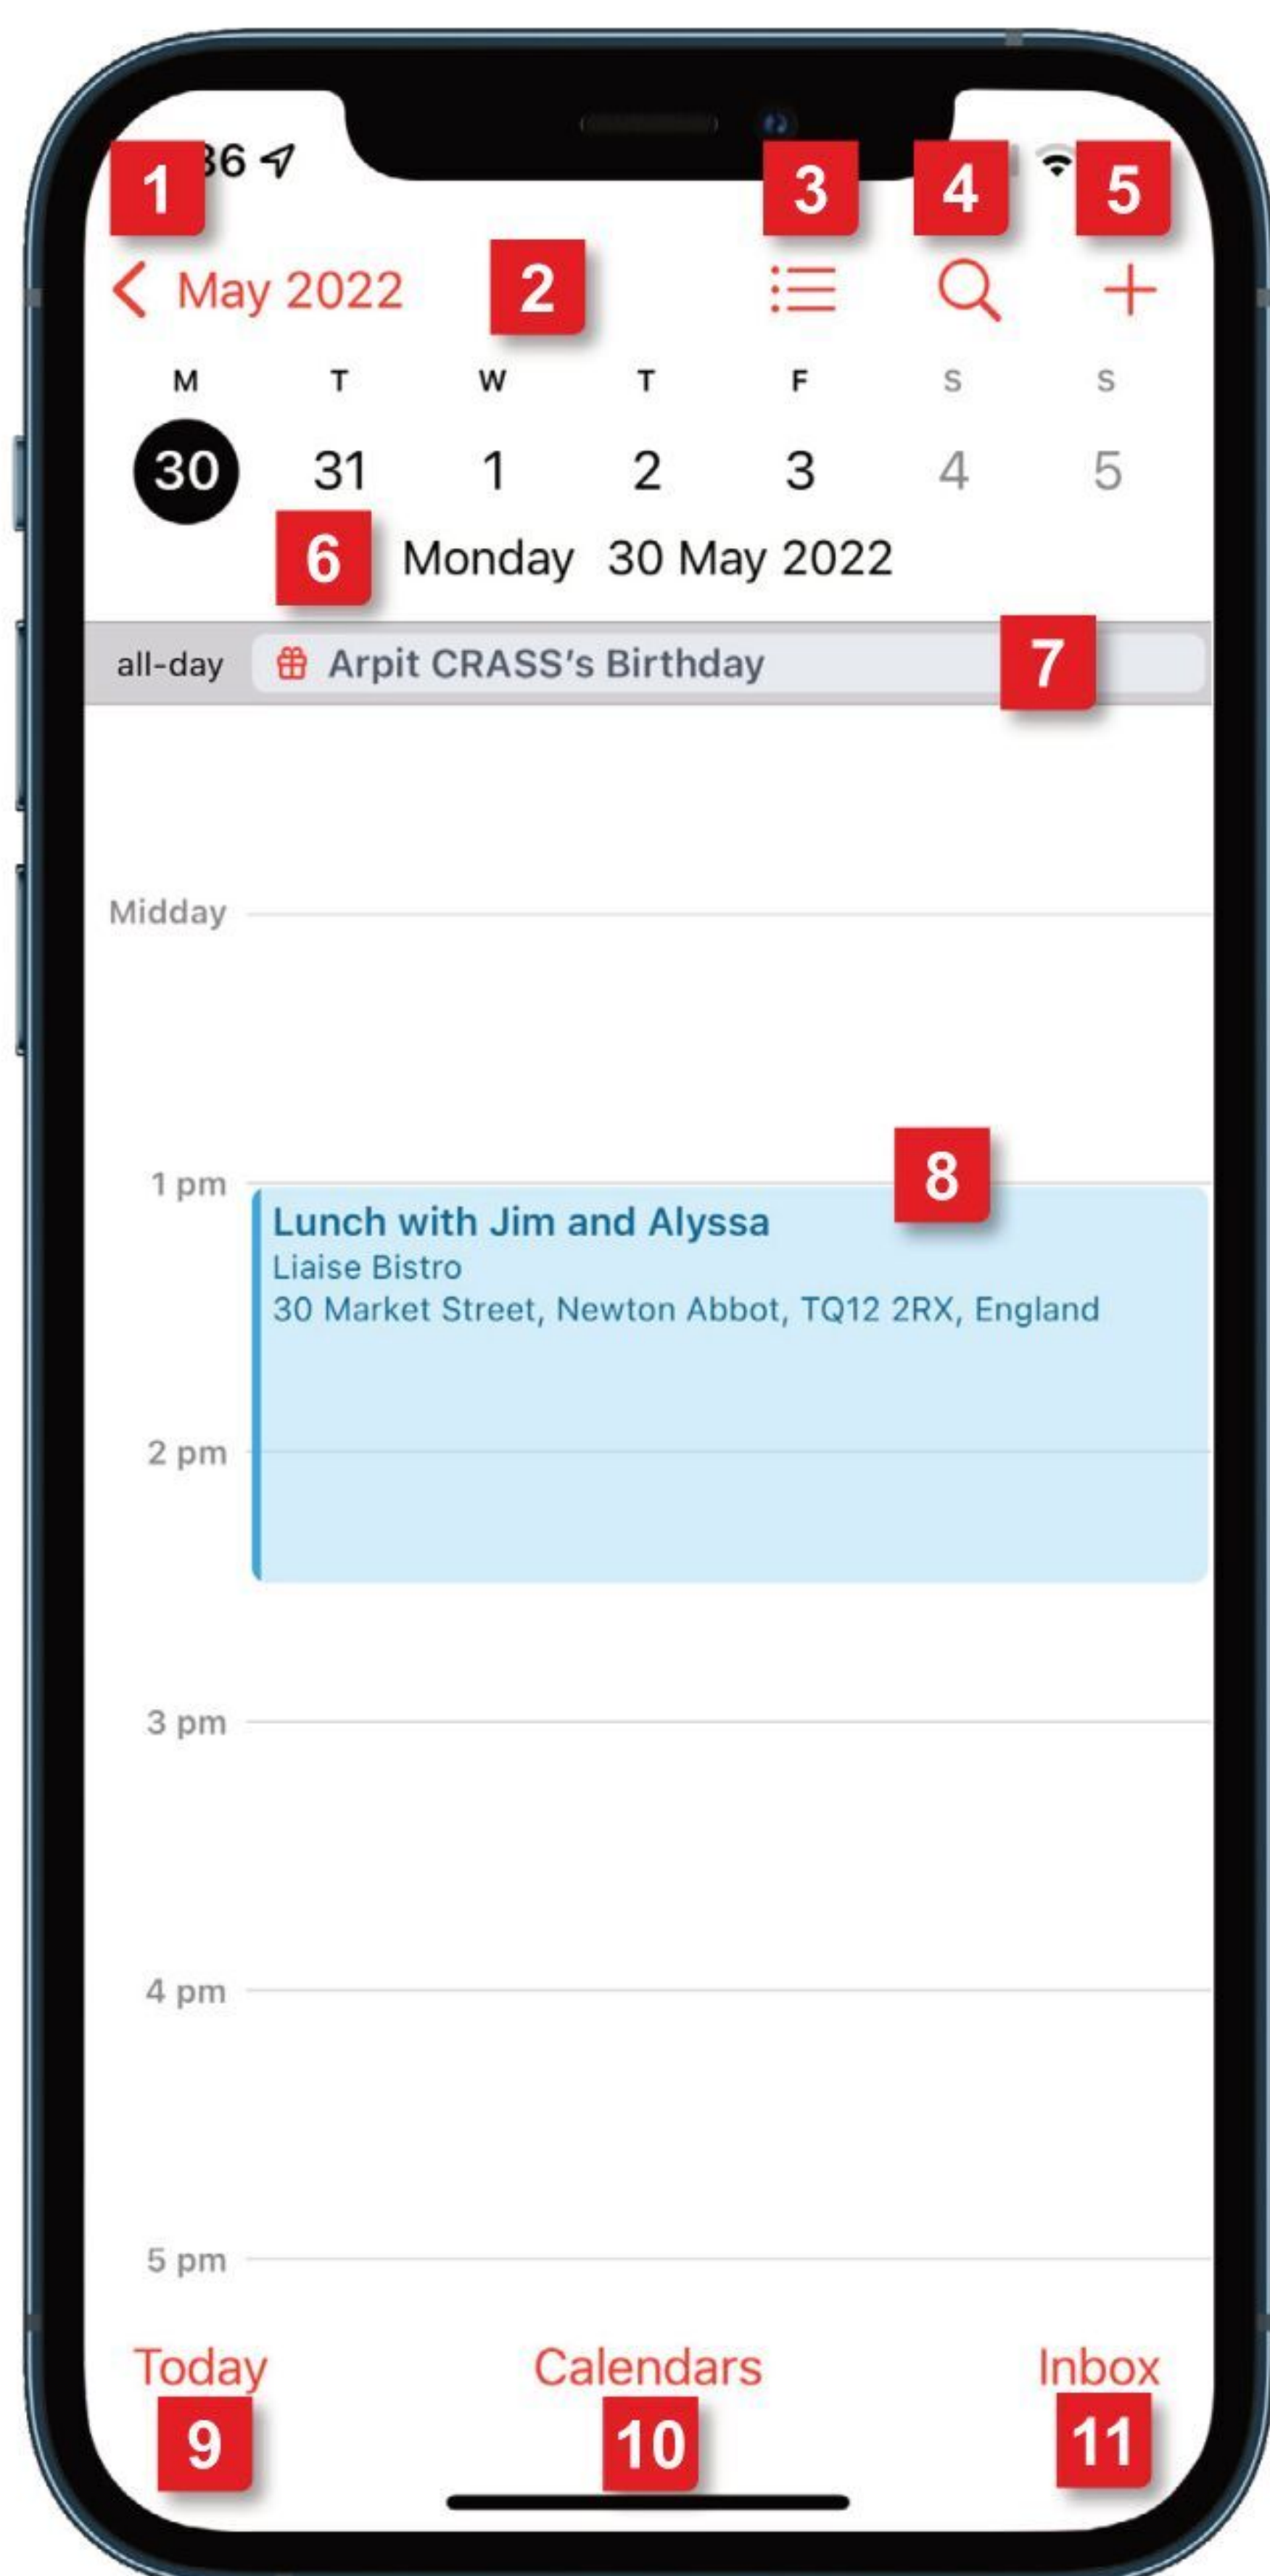 36
1
3
4
5
May 2022
2
M T W T F S S
30 31 1 2 3 4 5
6
Monday 30 May 2022
all-day
Arpit CRASS's Birthday
7
Midday
8
1 pm
Lunch with Jim and Alyssa
Liaise Bistro
30 Market Street, Newton Abbot, TQ12 2RX, England
2 pm
3 pm
4 pm
5 pm
Today Calendars Inbox
9 10 11